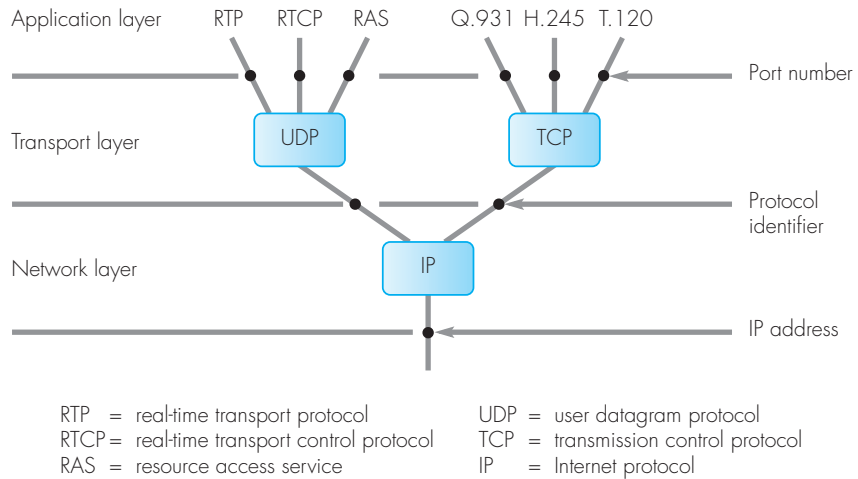 Application layer RTP RTCP RAS Q.931 H.245 T.120
Port number
Transport layer UDP TCP
Protocol
identifier
Network layer IP
IP address
RTP = real-time transport protocol
RTCP = real-time transport control protocol
RAS = resource access service
UDP = user datagram protocol
TCP = transmission control protocol
IP = Internet protocol